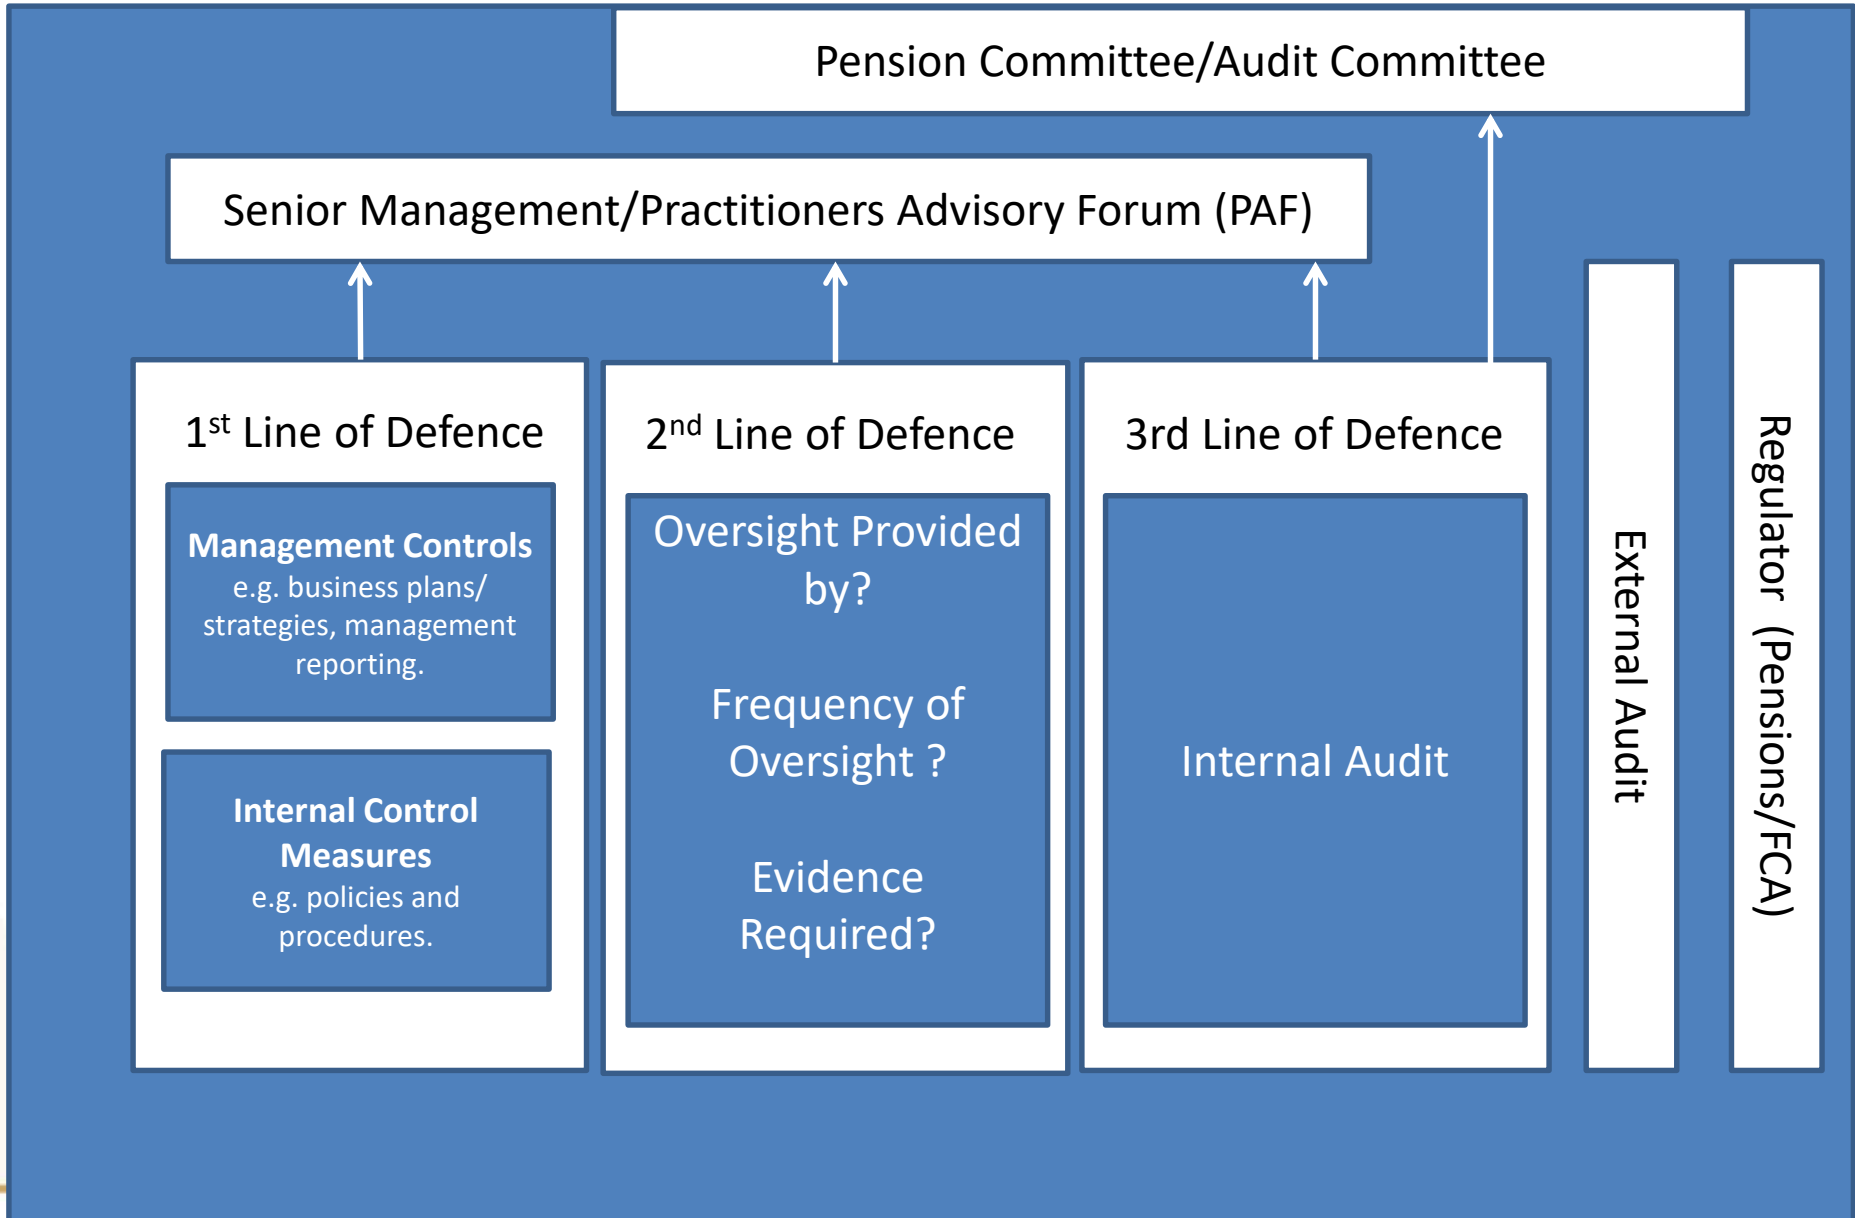 Pension Committee/Audit Committee
Senior Management/Practitioners Advisory Forum (PAF)
1st Line of Defence
Management Controls
e.g. business plans/
strategies, management
reporting.
Internal Control
Measures
e.g. policies and
procedures.
2nd Line of Defence
Oversight Provided
by?
Frequency of
Oversight ?
Evidence
Required?
3rd Line of Defence
Internal Audit
External Audit
Regulator (Pensions/FCA)